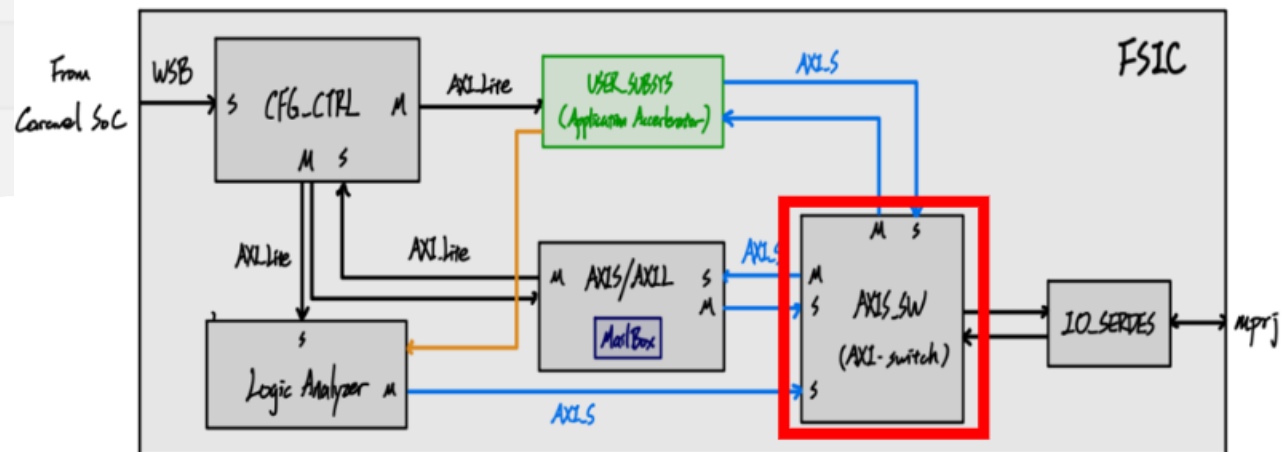 FSIC
From
Caravel SoC
WSB
S CFG_CTRL M
M S
AXI.Lite
USER_SUBSYS
(Application Accelerator)
AXI.S
AXI.Lite
AXI.Lite
M AXIS/AXIL S
M
MailBox
AXI.S
M S
M
S AXIS_SW
(AXI-switch)
S
IO_SERDES
mprj
S
Logic Analyzer M
AXI.S